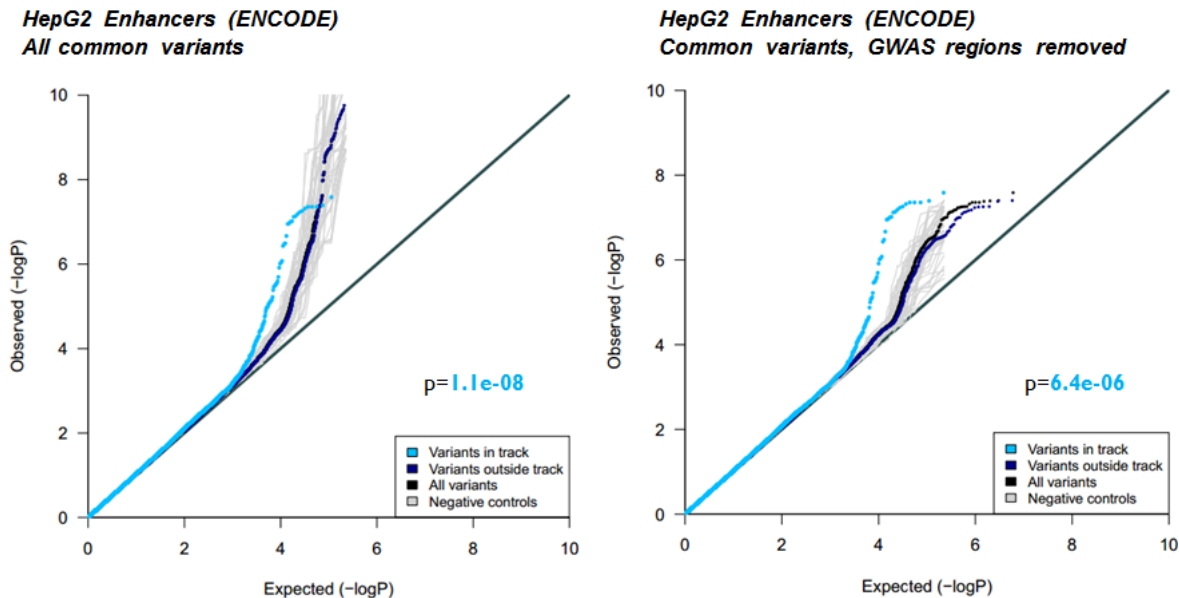 HepG2 Enhancers (ENCODE)
All common variants
10
8
6
4
2
0
Observed (−logP)
0
2
4
6
8
10
Expected (−logP)
p=1.1e-08
Variants in track
Variants outside track
All variants
Negative controls
HepG2 Enhancers (ENCODE)
Common variants, GWAS regions removed
10
8
6
4
2
0
Observed (−logP)
0
2
4
6
8
10
Expected (−logP)
p=6.4e-06
Variants in track
Variants outside track
All variants
Negative controls